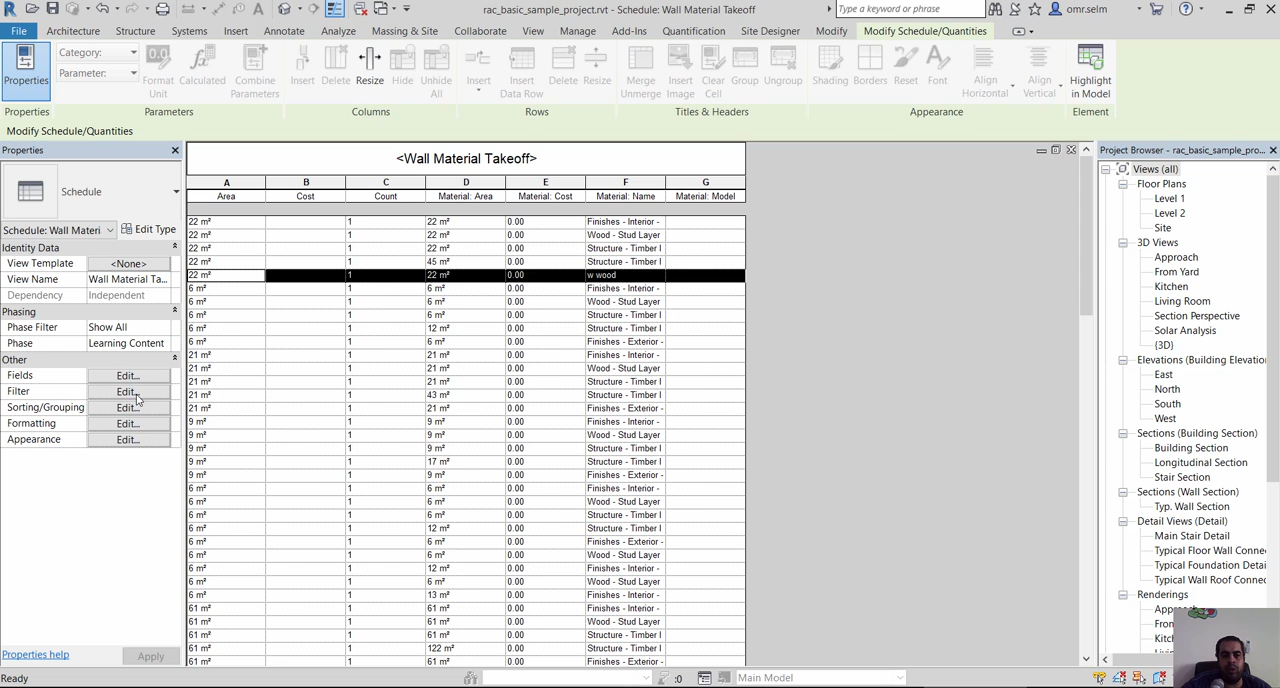 rac_basic_sample_project.rvt - Schedule: Wall Material Takeoff
Type a keyword or phrase
omr.selm
File Architecture Structure Systems Insert Annotate Analyze Massing & Site Collaborate View Manage Add-Ins Quantification Site Designer Modify Modify Schedule/Quantities
Properties
Category:
Parameter:
Format Unit
Calculated
Combine Parameters
Insert
Delete
Resize
Hide
Unhide All
Insert
Insert Data Row
Delete
Resize
Merge Unmerge
Insert Image
Clear Cell
Group
Ungroup
Shading
Borders
Reset
Font
Align Horizontal
Align Vertical
Highlight in Model
Properties Parameters Columns Rows Titles & Headers Appearance Element
Modify Schedule/Quantities
Properties
Schedule
Schedule: Wall Materi
Edit Type
Identity Data
View Template <None>
View Name Wall Material Ta...
Dependency Independent
Phasing
Phase Filter Show All
Phase Learning Content
Other
Fields Edit...
Filter Edit...
Sorting/Grouping Edit...
Formatting Edit...
Appearance Edit...
Properties help
Apply
<Wall Material Takeoff>
A B C D E F G
Area Cost Count Material: Area Material: Cost Material: Name Material: Model
22 m² 1 22 m² 0.00 Finishes - Interior -
22 m² 1 22 m² 0.00 Wood - Stud Layer
22 m² 1 22 m² 0.00 Structure - Timber I
22 m² 1 45 m² 0.00 Structure - Timber I
22 m² 1 22 m² 0.00 w wood
6 m² 1 6 m² 0.00 Finishes - Interior -
6 m² 1 6 m² 0.00 Wood - Stud Layer
6 m² 1 6 m² 0.00 Structure - Timber I
6 m² 1 12 m² 0.00 Structure - Timber I
6 m² 1 6 m² 0.00 Finishes - Exterior -
21 m² 1 21 m² 0.00 Finishes - Interior -
21 m² 1 21 m² 0.00 Wood - Stud Layer
21 m² 1 21 m² 0.00 Structure - Timber I
21 m² 1 43 m² 0.00 Structure - Timber I
21 m² 1 21 m² 0.00 Finishes - Exterior -
9 m² 1 9 m² 0.00 Finishes - Interior -
9 m² 1 9 m² 0.00 Wood - Stud Layer
9 m² 1 9 m² 0.00 Structure - Timber I
9 m² 1 17 m² 0.00 Structure - Timber I
9 m² 1 9 m² 0.00 Finishes - Exterior -
6 m² 1 6 m² 0.00 Finishes - Interior -
6 m² 1 6 m² 0.00 Wood - Stud Layer
6 m² 1 6 m² 0.00 Structure - Timber I
6 m² 1 12 m² 0.00 Structure - Timber I
6 m² 1 6 m² 0.00 Finishes - Exterior -
6 m² 1 6 m² 0.00 Wood - Stud Layer
6 m² 1 12 m² 0.00 Finishes - Interior -
6 m² 1 6 m² 0.00 Wood - Stud Layer
6 m² 1 13 m² 0.00 Structure - Timber I
61 m² 1 61 m² 0.00 Finishes - Interior -
61 m² 1 61 m² 0.00 Wood - Stud Layer
61 m² 1 61 m² 0.00 Structure - Timber I
61 m² 1 122 m² 0.00 Structure - Timber I
61 m² 1 61 m² 0.00 Finishes - Exterior -
Project Browser - rac_basic_sample_pro...
Views (all)
Floor Plans
Level 1
Level 2
Site
3D Views
Approach
From Yard
Kitchen
Living Room
Section Perspective
Solar Analysis
{3D}
Elevations (Building Elevatio
East
North
South
West
Sections (Building Section)
Building Section
Longitudinal Section
Stair Section
Sections (Wall Section)
Typ. Wall Section
Detail Views (Detail)
Main Stair Detail
Typical Floor Wall Conne
Typical Foundation Detai
Typical Wall Roof Connec
Renderings
Appr
Fron
Kitch
Ready
:0
Main Model